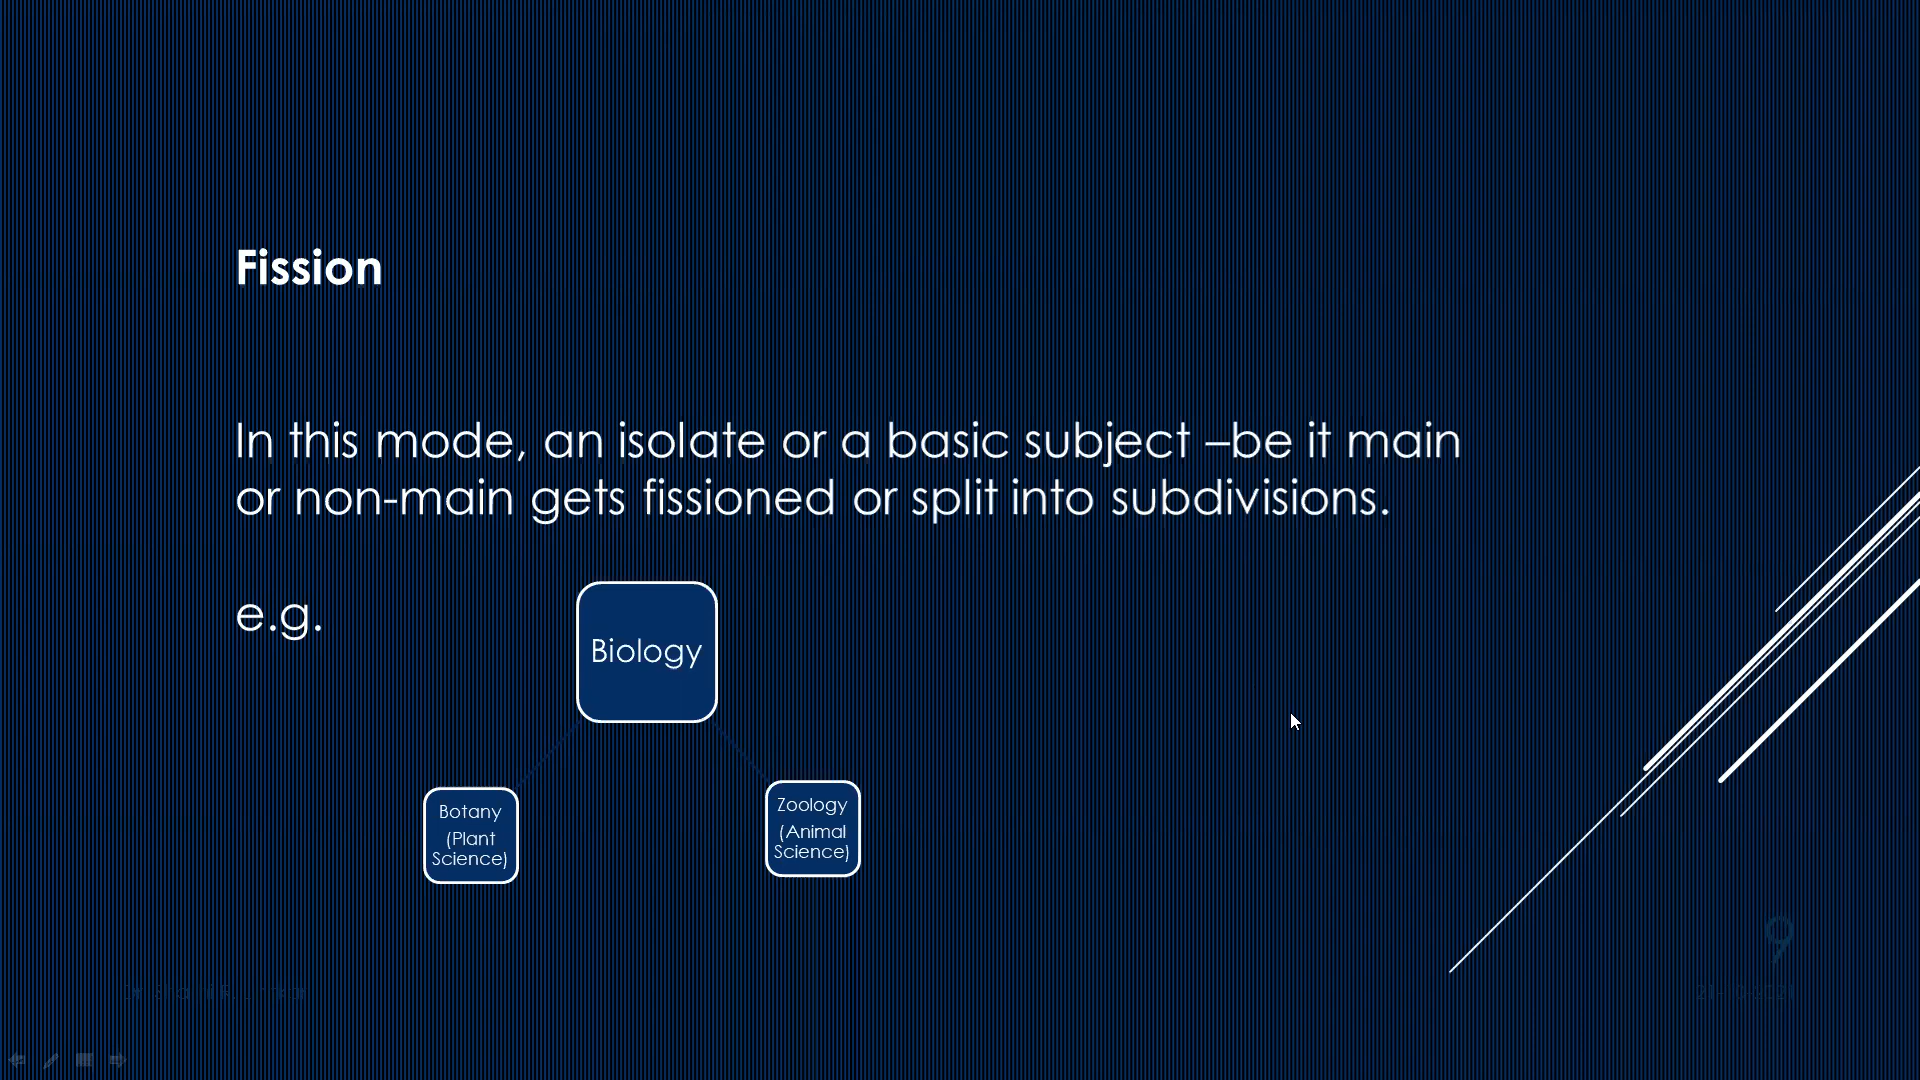 Fission
In this mode, an isolate or a basic subject –be it main
or non-main gets fissioned or split into subdivisions.
e.g.
Biology
Botany
(Plant
Science)
Zoology
(Animal
Science)
9